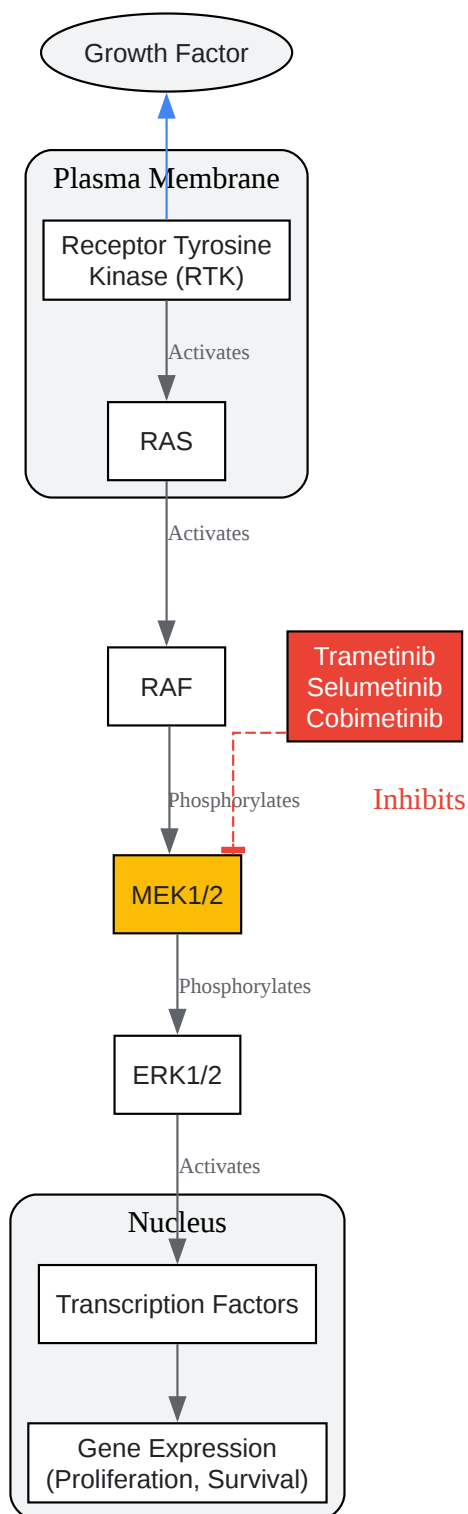 Growth Factor
Plasma Membrane
Receptor Tyrosine
Kinase (RTK)
Activates
RAS
Activates
RAF
Trametinib
Selumetinib
Cobimetinib
Phosphorylates
Inhibits
MEK1/2
Phosphorylates
ERK1/2
Activates
Nucleus
Transcription Factors
Gene Expression
(Proliferation, Survival)